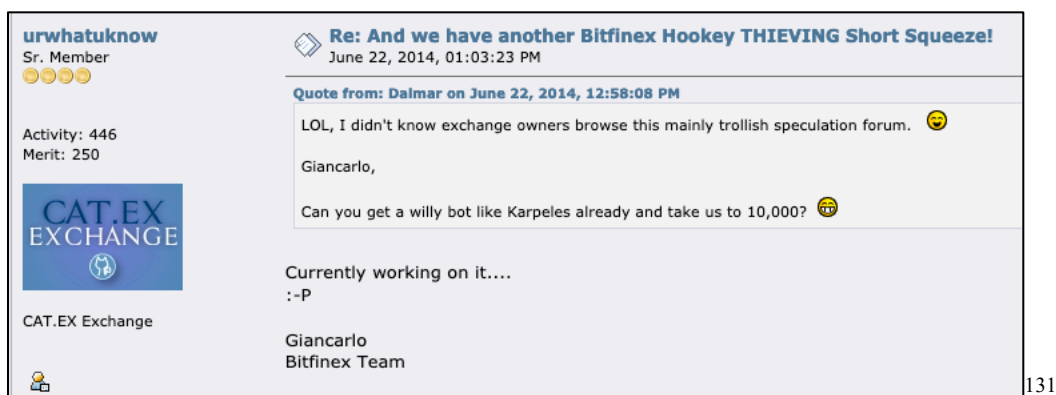 urwhatuknow
Sr. Member
Activity: 446
Merit: 250
CAT.EX
EXCHANGE
CAT.EX Exchange
Re: And we have another Bitfinex Hookey THIEVING Short Squeeze!
June 22, 2014, 01:03:23 PM
Quote from: Dalmar on June 22, 2014, 12:58:08 PM
LOL, I didn't know exchange owners browse this mainly trollish speculation forum.
Giancarlo,
Can you get a willy bot like Karpeles already and take us to 10,000?
Currently working on it....
:-P
Giancarlo
Bitfinex Team
131